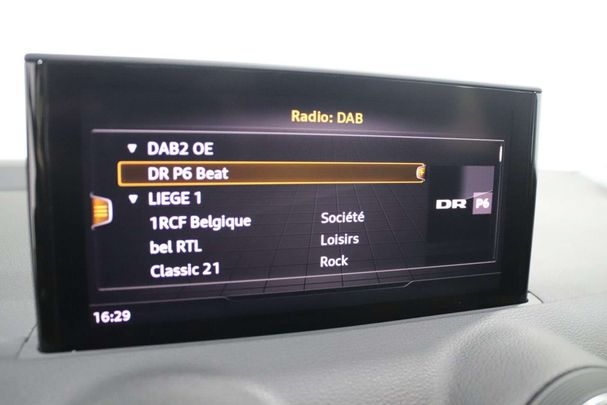 Radio: DAB
DAB2 OE
DR P6 Beat
LIEGE 1
1RCF Belgique Société
bel RTL Loisirs
Classic 21 Rock
DR P6
16:29